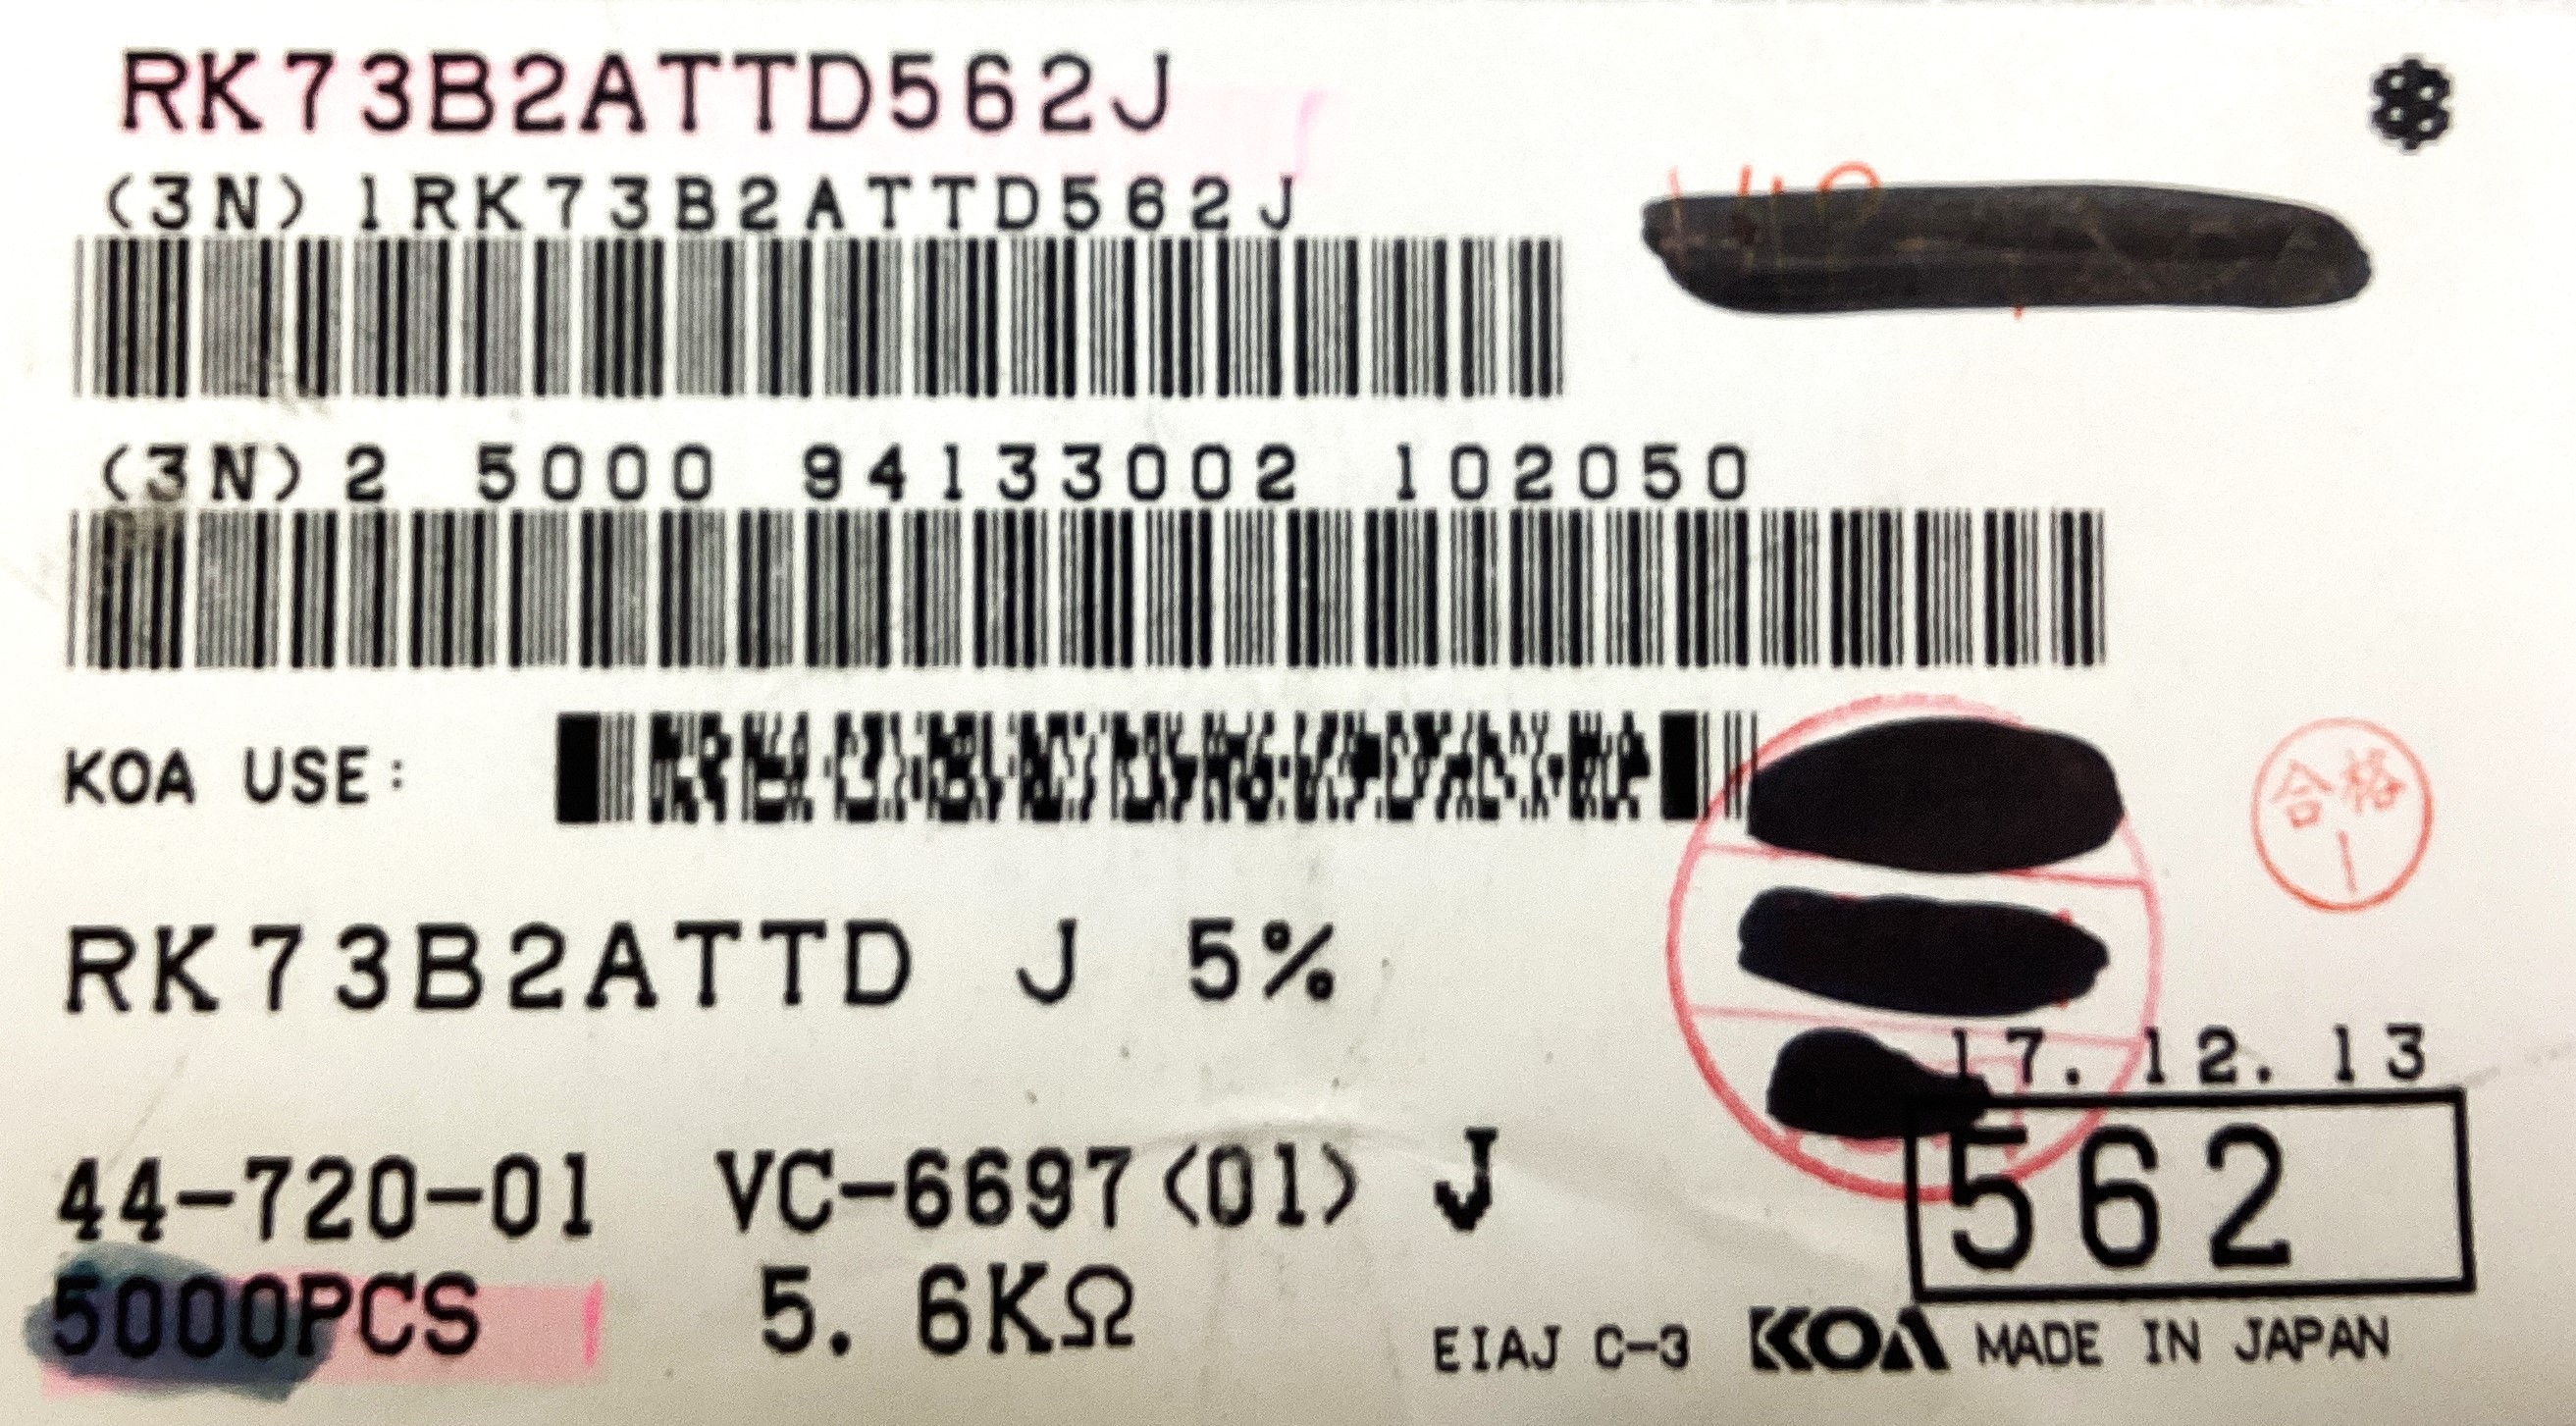 RK73B2ATTD562J
(3N)1RK73B2ATTD562J
(3N)2 5000 94133002 102050
KOA USE:
合格
1
RK73B2ATTD J 5%
17.12.13
44-720-01 VC-6697(01) J
562
5000PCS 5.6KΩ
EIAJ C-3 KOA MADE IN JAPAN